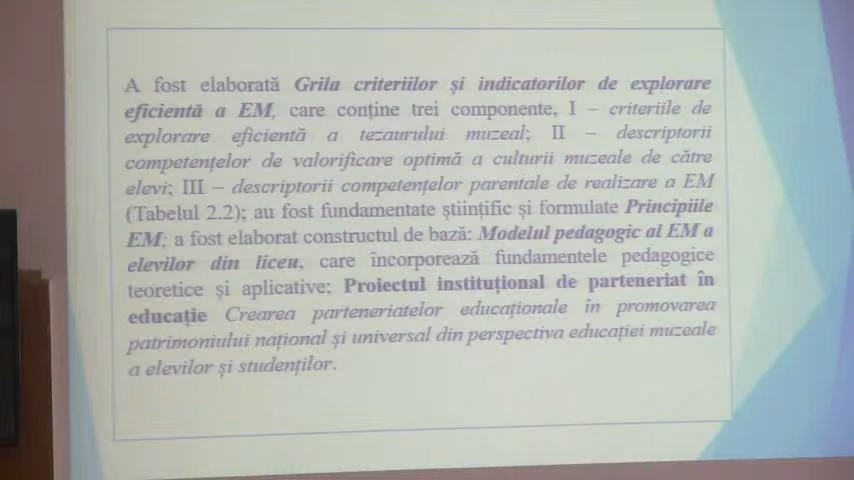 A fost elaborată Grila criteriilor și indicatorilor de explorare
eficientă a EM, care conține trei componente, I – criteriile de
explorare eficientă a tezaurului muzeal; II – descriptorii
competențelor de valorificare optimă a culturii muzeale de către
elevi; III – descriptorii competențelor parentale de realizare a EM
(Tabelul 2.2); au fost fundamentate științific și formulate Principiile
EM; a fost elaborat constructul de bază: Modelul pedagogic al EM a
elevilor din liceu, care încorporează fundamentele pedagogice
teoretice și aplicative; Proiectul instituțional de parteneriat în
educație Crearea parteneriatelor educaționale în promovarea
patrimoniului național și universal din perspectiva educației muzeale
a elevilor și studenților.